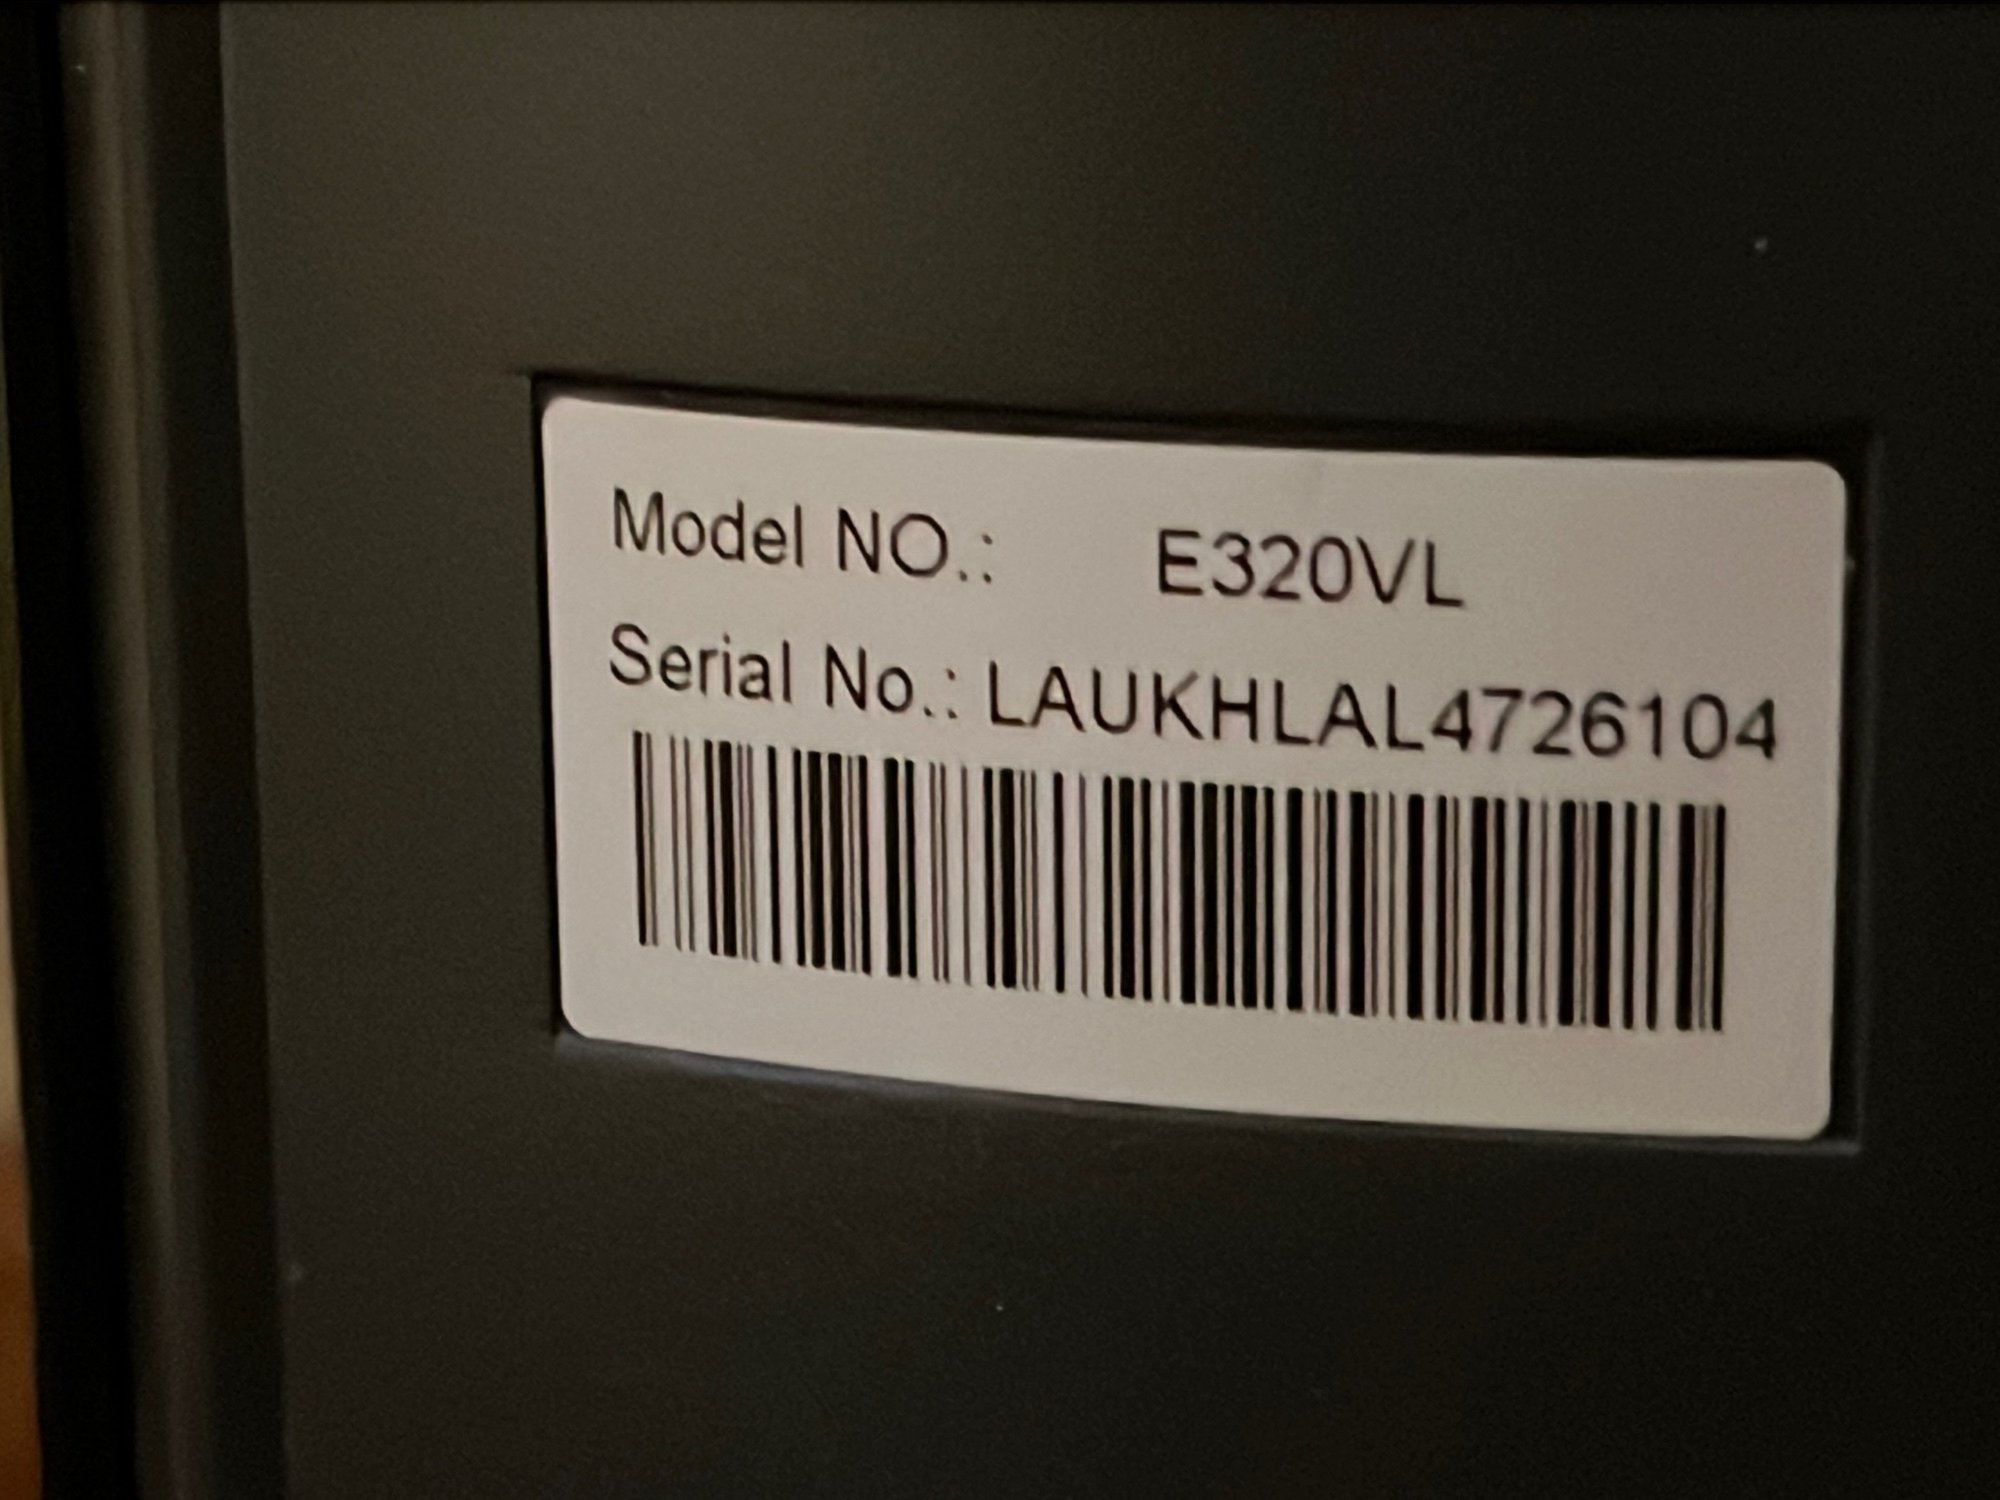 Model NO.: E320VL
Serial No.: LAUKHLAL4726104